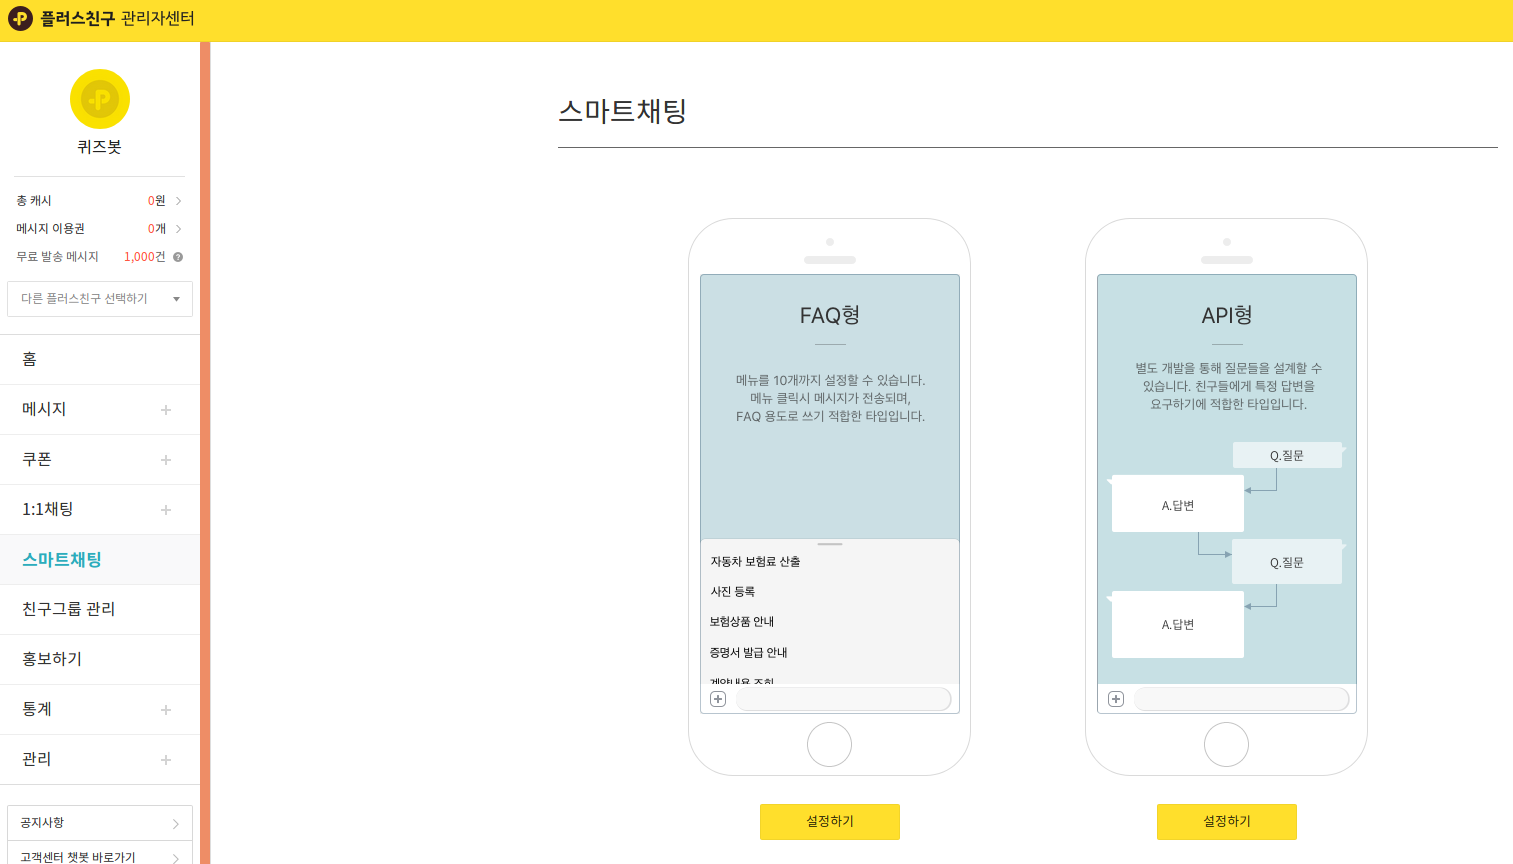 플러스친구 관리자센터
퀴즈봇
총 캐시 0원
메시지 이용권 0개
무료 발송 메시지 1,000건
다른 플러스친구 선택하기
홈
메시지
쿠폰
1:1채팅
스마트채팅
친구그룹 관리
홍보하기
통계
관리
공지사항
고객센터 챗봇 바로가기
스마트채팅
FAQ형
메뉴를 10개까지 설정할 수 있습니다.
메뉴 클릭시 메시지가 전송되며,
FAQ 용도로 쓰기 적합한 타입입니다.
자동차 보험료 산출
사진 등록
보험상품 안내
증명서 발급 안내
계약내용 조회
설정하기
API형
별도 개발을 통해 질문들을 설계할 수
있습니다. 친구들에게 특정 답변을
요구하기에 적합한 타입입니다.
Q.질문
A.답변
Q.질문
A.답변
설정하기